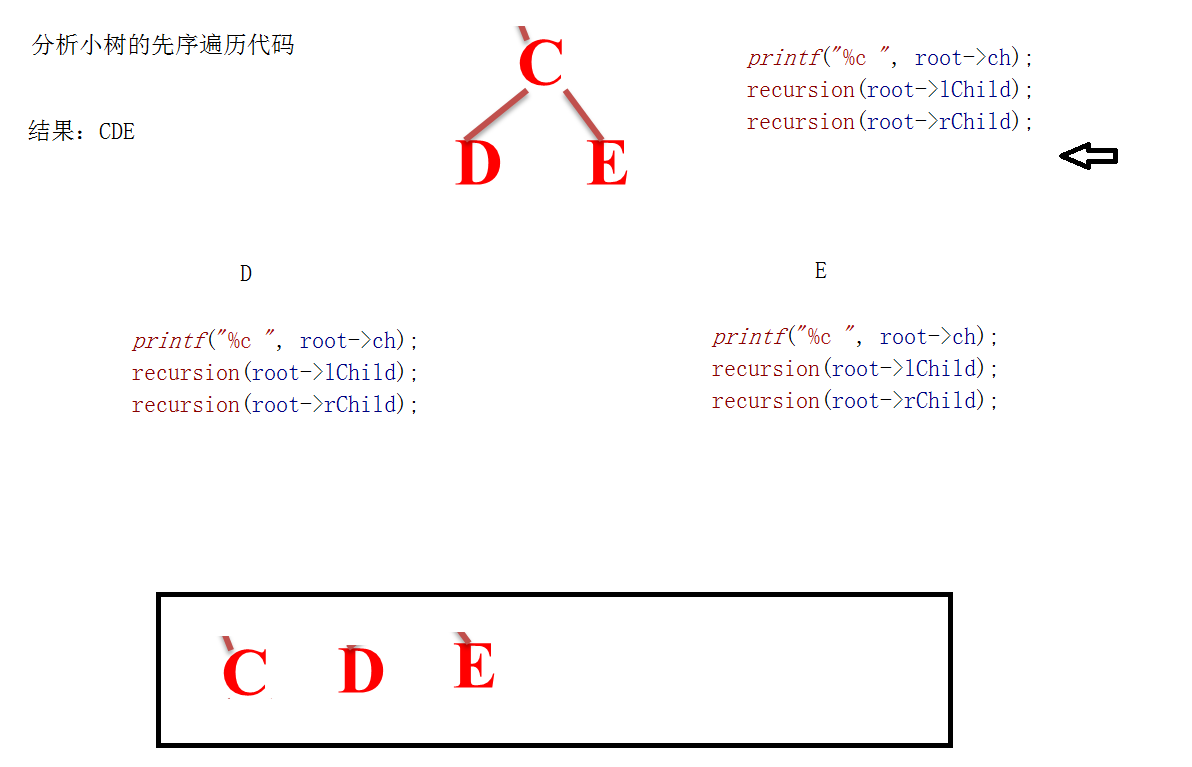 分析小树的先序遍历代码
C
printf("%c ", root->ch);
recursion(root->lChild);
recursion(root->rChild);
结果：CDE
D E
D
printf("%c ", root->ch);
recursion(root->lChild);
recursion(root->rChild);
E
printf("%c ", root->ch);
recursion(root->lChild);
recursion(root->rChild);
C D E